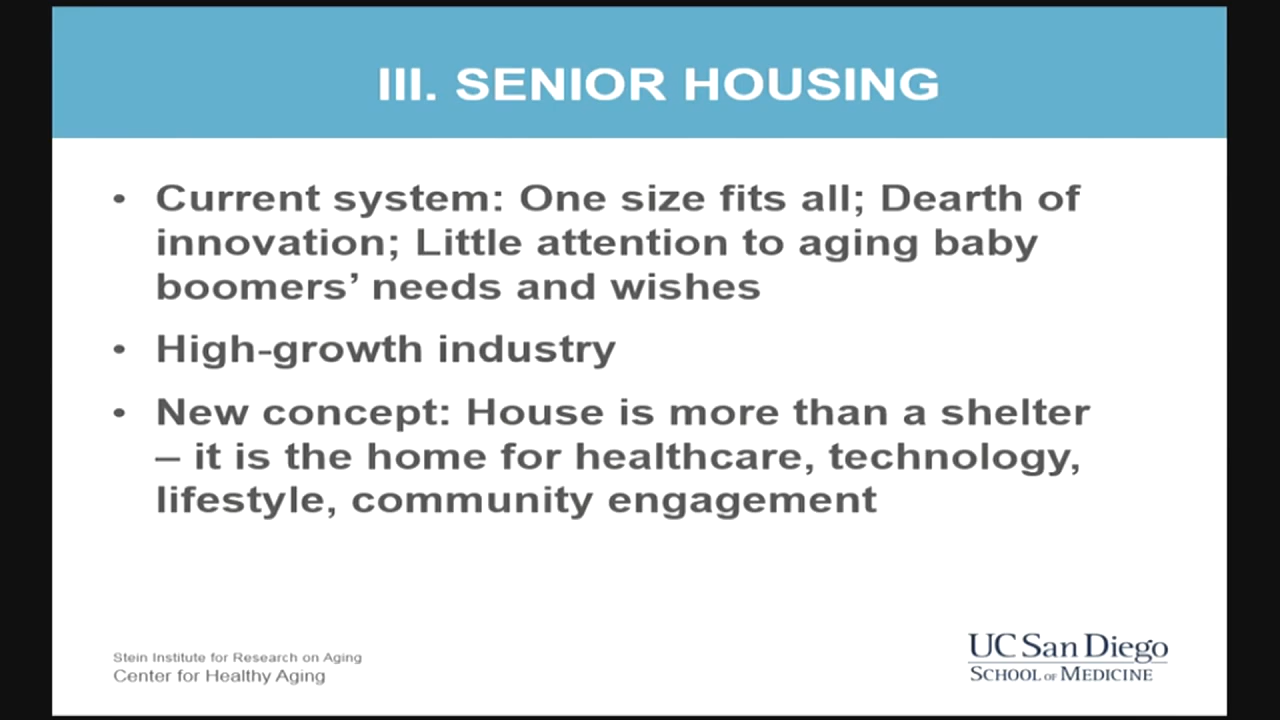 III. SENIOR HOUSING
• Current system: One size fits all; Dearth of
innovation; Little attention to aging baby
boomers’ needs and wishes
• High-growth industry
• New concept: House is more than a shelter
– it is the home for healthcare, technology,
lifestyle, community engagement
Stein Institute for Research on Aging
Center for Healthy Aging
UC San Diego
SCHOOL OF MEDICINE